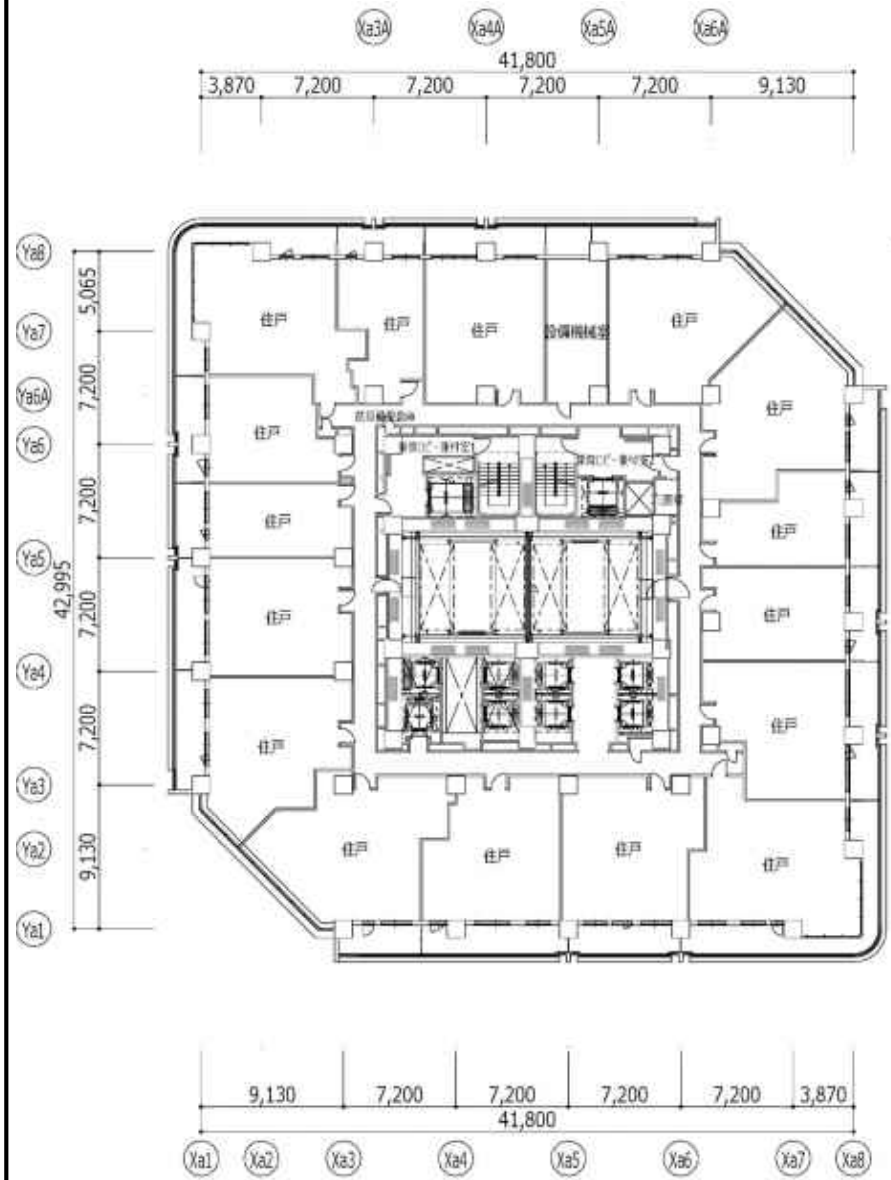 Xa3A Xa4A Xa5A Xa6A
41,800
3,870 7,200 7,200 7,200 7,200 9,130
Ya8
5,065
Ya7
7,200
Ya6A
Ya6
7,200
Ya5
42,995
7,200
Ya4
7,200
Ya3
Ya2
9,130
Ya1
住戸 住戸 住戸 設備機械室 住戸
住戸
住戸
住戸
住戸
住戸
住戸
住戸
住戸
住戸 住戸 住戸 住戸
9,130 7,200 7,200 7,200 7,200 3,870
41,800
Xa1 Xa2 Xa3 Xa4 Xa5 Xa6 Xa7 Xa8